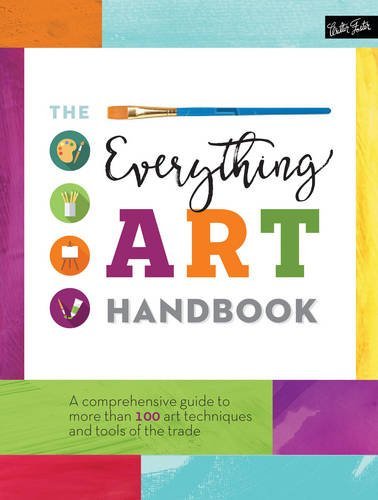 Walter Foster
THE
Everything
ART
HANDBOOK
A comprehensive guide to
more than 100 art techniques
and tools of the trade